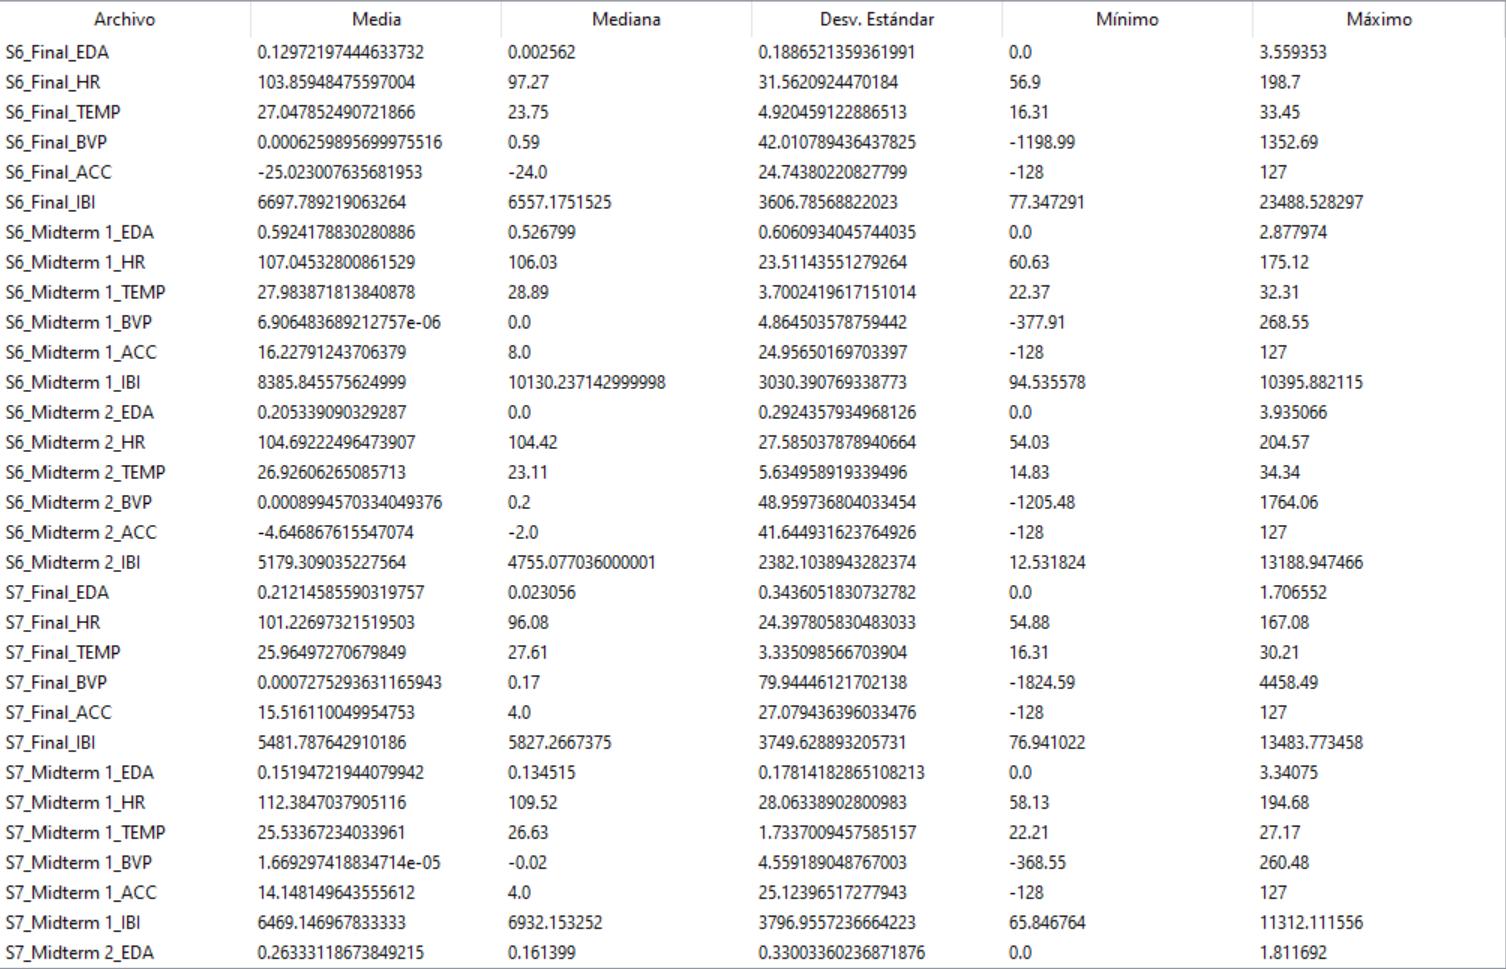 Archivo Media Mediana Desv. Estándar Mínimo Máximo
S6_Final_EDA 0.12972197444633732 0.002562 0.1886521359361991 0.0 3.559353
S6_Final_HR 103.85948475597004 97.27 31.5620924470184 56.9 198.7
S6_Final_TEMP 27.047852490721866 23.75 4.920459122886513 16.31 33.45
S6_Final_BVP 0.0006259895699975516 0.59 42.010789436437825 -1198.99 1352.69
S6_Final_ACC -25.023007635681953 -24.0 24.74380220827799 -128 127
S6_Final_IBI 6697.789219063264 6557.1751525 3606.78568822023 77.347291 23488.528297
S6_Midterm 1_EDA 0.5924178830280886 0.526799 0.6060934045744035 0.0 2.877974
S6_Midterm 1_HR 107.04532800861529 106.03 23.51143551279264 60.63 175.12
S6_Midterm 1_TEMP 27.983871813840878 28.89 3.7002419617151014 22.37 32.31
S6_Midterm 1_BVP 6.906483689212757e-06 0.0 4.864503578759442 -377.91 268.55
S6_Midterm 1_ACC 16.22791243706379 8.0 24.95650169703397 -128 127
S6_Midterm 1_IBI 8385.845575624999 10130.237142999998 3030.390769338773 94.535578 10395.882115
S6_Midterm 2_EDA 0.205339090329287 0.0 0.2924357934968126 0.0 3.935066
S6_Midterm 2_HR 104.69222496473907 104.42 27.585037878940664 54.03 204.57
S6_Midterm 2_TEMP 26.92606265085713 23.11 5.634958919339496 14.83 34.34
S6_Midterm 2_BVP 0.0008994570334049376 0.2 48.959736804033454 -1205.48 1764.06
S6_Midterm 2_ACC -4.646867615547074 -2.0 41.644931623764926 -128 127
S6_Midterm 2_IBI 5179.309035227564 4755.077036000001 2382.1038943282374 12.531824 13188.947466
S7_Final_EDA 0.21214585590319757 0.023056 0.3436051830732782 0.0 1.706552
S7_Final_HR 101.22697321519503 96.08 24.397805830483033 54.88 167.08
S7_Final_TEMP 25.96497270679849 27.61 3.335098566703904 16.31 30.21
S7_Final_BVP 0.0007275293631165943 0.17 79.94446121702138 -1824.59 4458.49
S7_Final_ACC 15.516110049954753 4.0 27.079436396033476 -128 127
S7_Final_IBI 5481.787642910186 5827.2667375 3749.628893205731 76.941022 13483.773458
S7_Midterm 1_EDA 0.15194721944079942 0.134515 0.17814182865108213 0.0 3.34075
S7_Midterm 1_HR 112.3847037905116 109.52 28.06338902800983 58.13 194.68
S7_Midterm 1_TEMP 25.53367234033961 26.63 1.7337009457585157 22.21 27.17
S7_Midterm 1_BVP 1.669297418834714e-05 -0.02 4.559189048767003 -368.55 260.48
S7_Midterm 1_ACC 14.148149643555612 4.0 25.12396517277943 -128 127
S7_Midterm 1_IBI 6469.146967833333 6932.153252 3796.9557236664223 65.846764 11312.111556
S7_Midterm 2_EDA 0.26333118673849215 0.161399 0.33003360236871876 0.0 1.811692